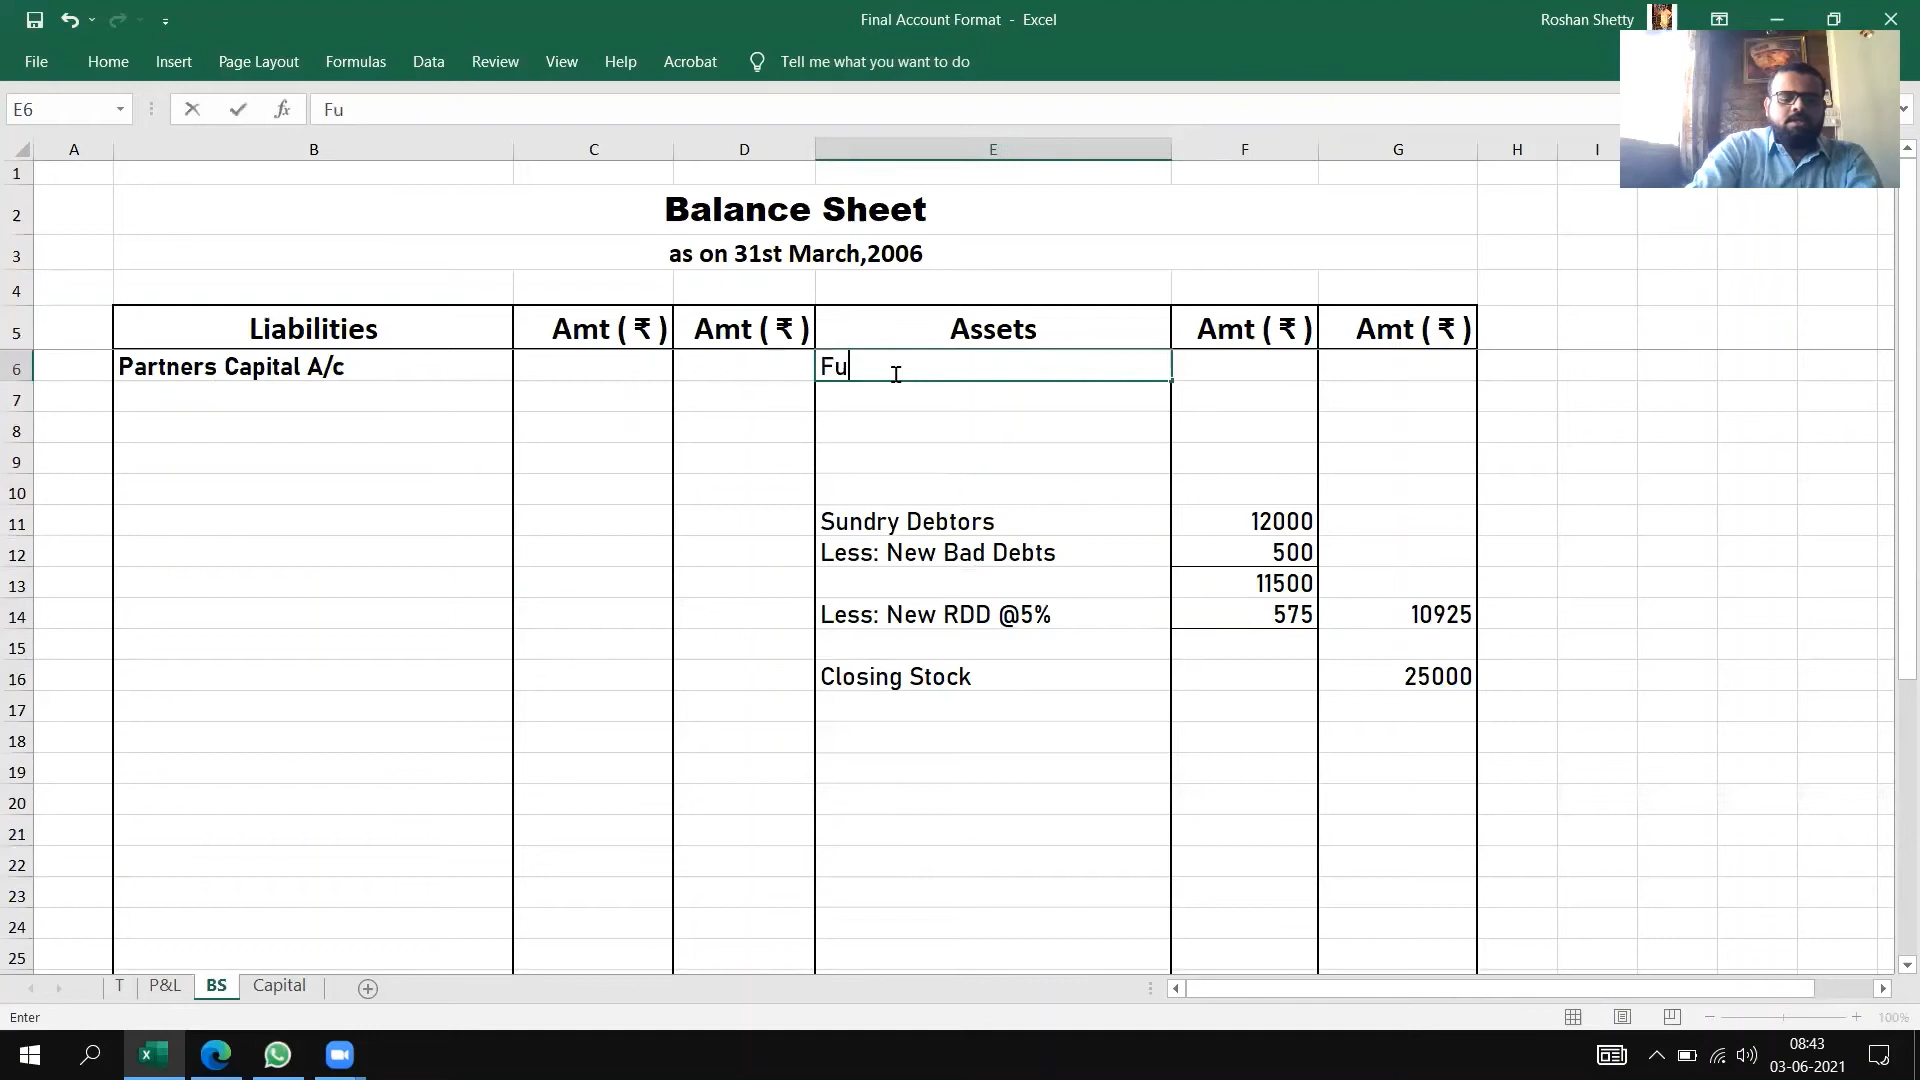 Final Account Format - Excel
Roshan Shetty
File Home Insert Page Layout Formulas Data Review View Help Acrobat Tell me what you want to do
E6 fx Fu
A B C D E F G H I
1
2 Balance Sheet
3 as on 31st March,2006
4
5 Liabilities Amt ( ₹ ) Amt ( ₹ ) Assets Amt ( ₹ ) Amt ( ₹ )
6 Partners Capital A/c Fu
7
8
9
10
11 Sundry Debtors 12000
12 Less: New Bad Debts 500
13 11500
14 Less: New RDD @5% 575 10925
15
16 Closing Stock 25000
17
18
19
20
21
22
23
24
25
T P&L BS Capital
Enter 100%
08:43
03-06-2021